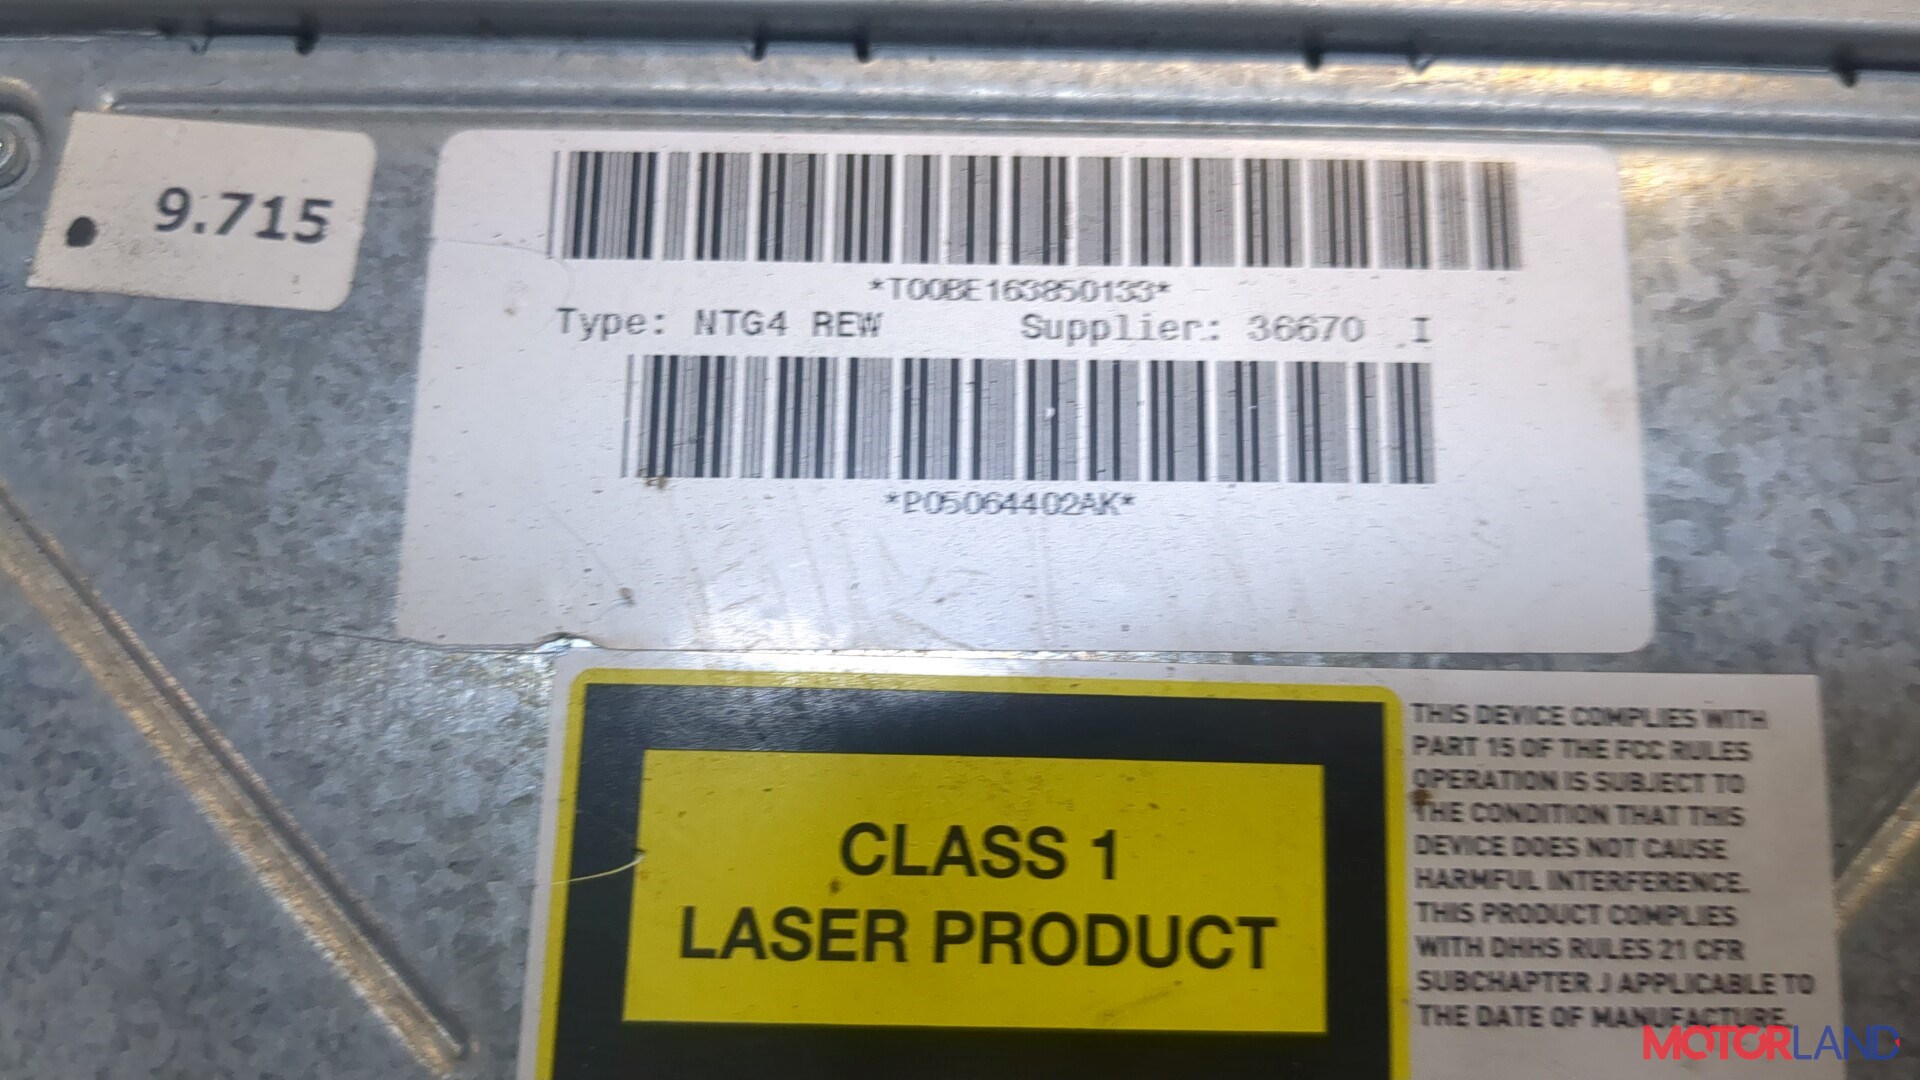 9.715
*T00BE163850133*
Type: NTG4 REW Supplier: 36670 I
*P05064402AK*
CLASS 1
LASER PRODUCT
THIS DEVICE COMPLIES WITH
PART 15 OF THE FCC RULES
OPERATION IS SUBJECT TO
THE CONDITION THAT THIS
DEVICE DOES NOT CAUSE
HARMFUL INTERFERENCE.
THIS PRODUCT COMPLIES
WITH DHHS RULES 21 CFR
SUBCHAPTER J APPLICABLE TO
THE DATE OF MANUFACTURE.
MOTORLAND